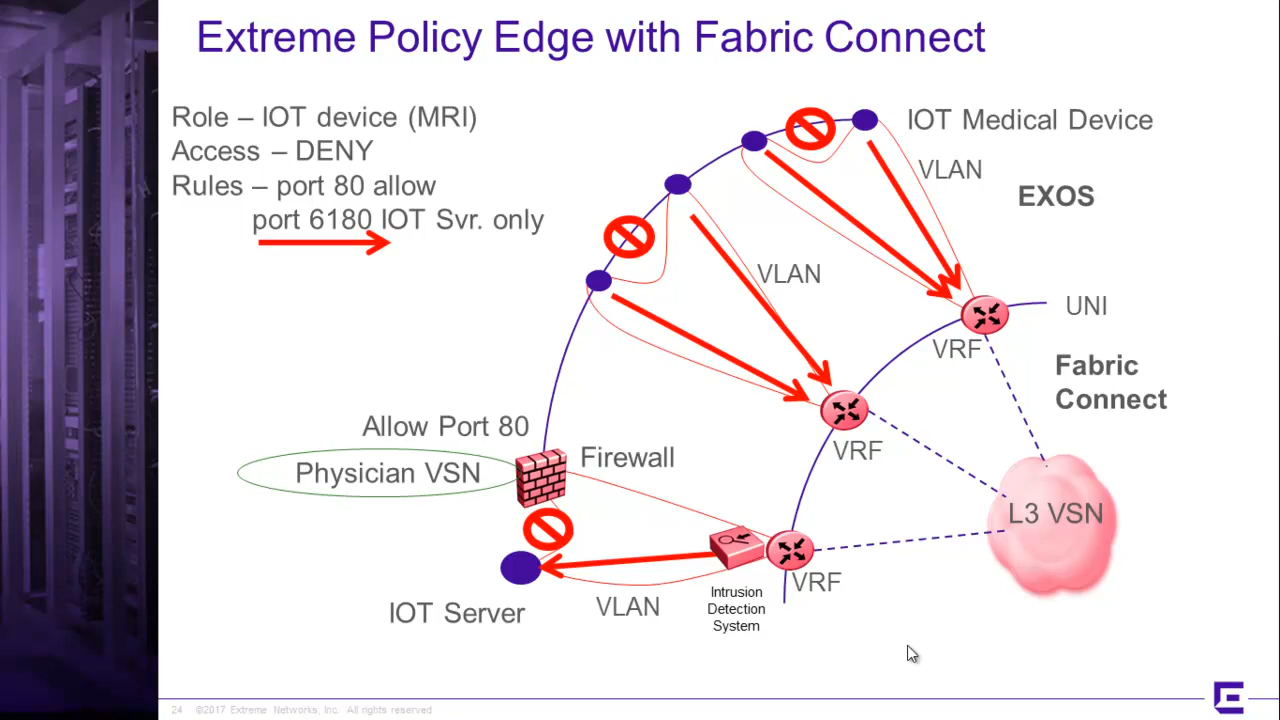 Extreme Policy Edge with Fabric Connect
Role – IOT device (MRI)
Access – DENY
Rules – port 80 allow
port 6180 IOT Svr. only
IOT Medical Device
VLAN
EXOS
VLAN
UNI
VRF
Fabric
Connect
Allow Port 80
Physician VSN
Firewall
VRF
L3 VSN
VRF
IOT Server
VLAN
Intrusion
Detection
System
24 ©2017 Extreme Networks, Inc. All rights reserved